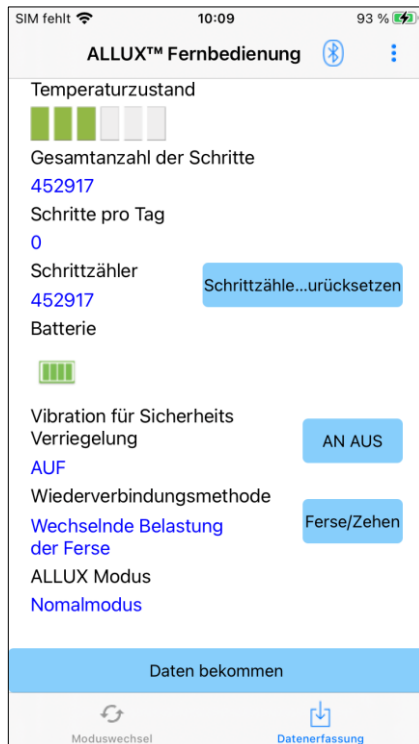 SIM fehlt 10:09 93 %
ALLUX™ Fernbedienung
Temperaturzustand
Gesamtanzahl der Schritte
452917
Schritte pro Tag
0
Schrittzähler
452917
Schrittzähle...urücksetzen
Batterie
Vibration für Sicherheits
Verriegelung
AUF
AN AUS
Wiederverbindungsmethode
Wechselnde Belastung
der Ferse
Ferse/Zehen
ALLUX Modus
Nomalmodus
Daten bekommen
Moduswechsel Datenerfassung